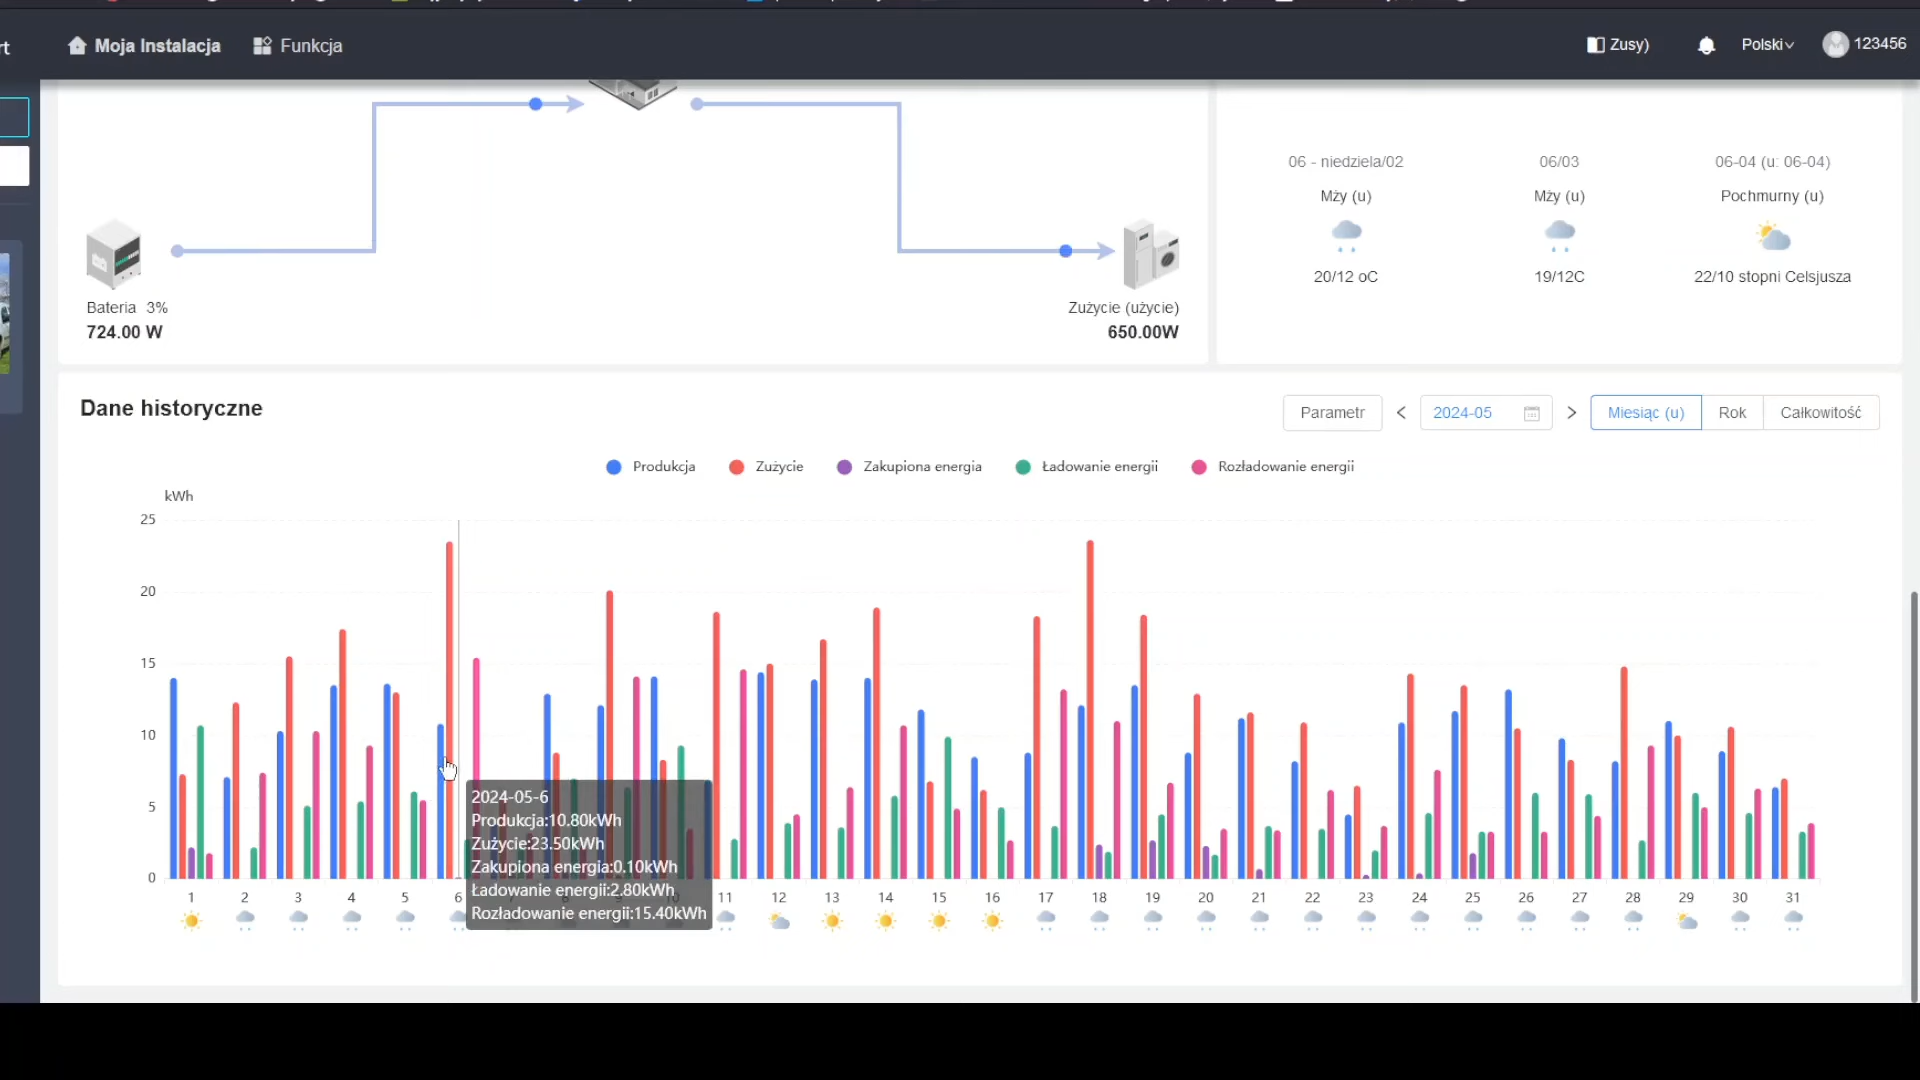 rt
Moja Instalacja
Funkcja
Zusy)
Polski
123456
06 - niedziela/02
06/03
06-04 (u: 06-04)
Mży (u)
Mży (u)
Pochmurny (u)
20/12 oC
19/12C
22/10 stopni Celsjusza
Bateria 3%
724.00 W
Zużycie (użycie)
650.00W
Dane historyczne
Parametr
2024-05
Miesiąc (u)
Rok
Całkowitość
Produkcja
Zużycie
Zakupiona energia
Ładowanie energii
Rozładowanie energii
kWh
25
20
15
10
5
0
2024-05-6
Produkcja:10.80kWh
Zużycie:23.50kWh
Zakupiona energia:0.10kWh
Ładowanie energii:2,80kWh
Rozładowanie energii:15.40kWh
1 2 3 4 5 6 11 12 13 14 15 16 17 18 19 20 21 22 23 24 25 26 27 28 29 30 31